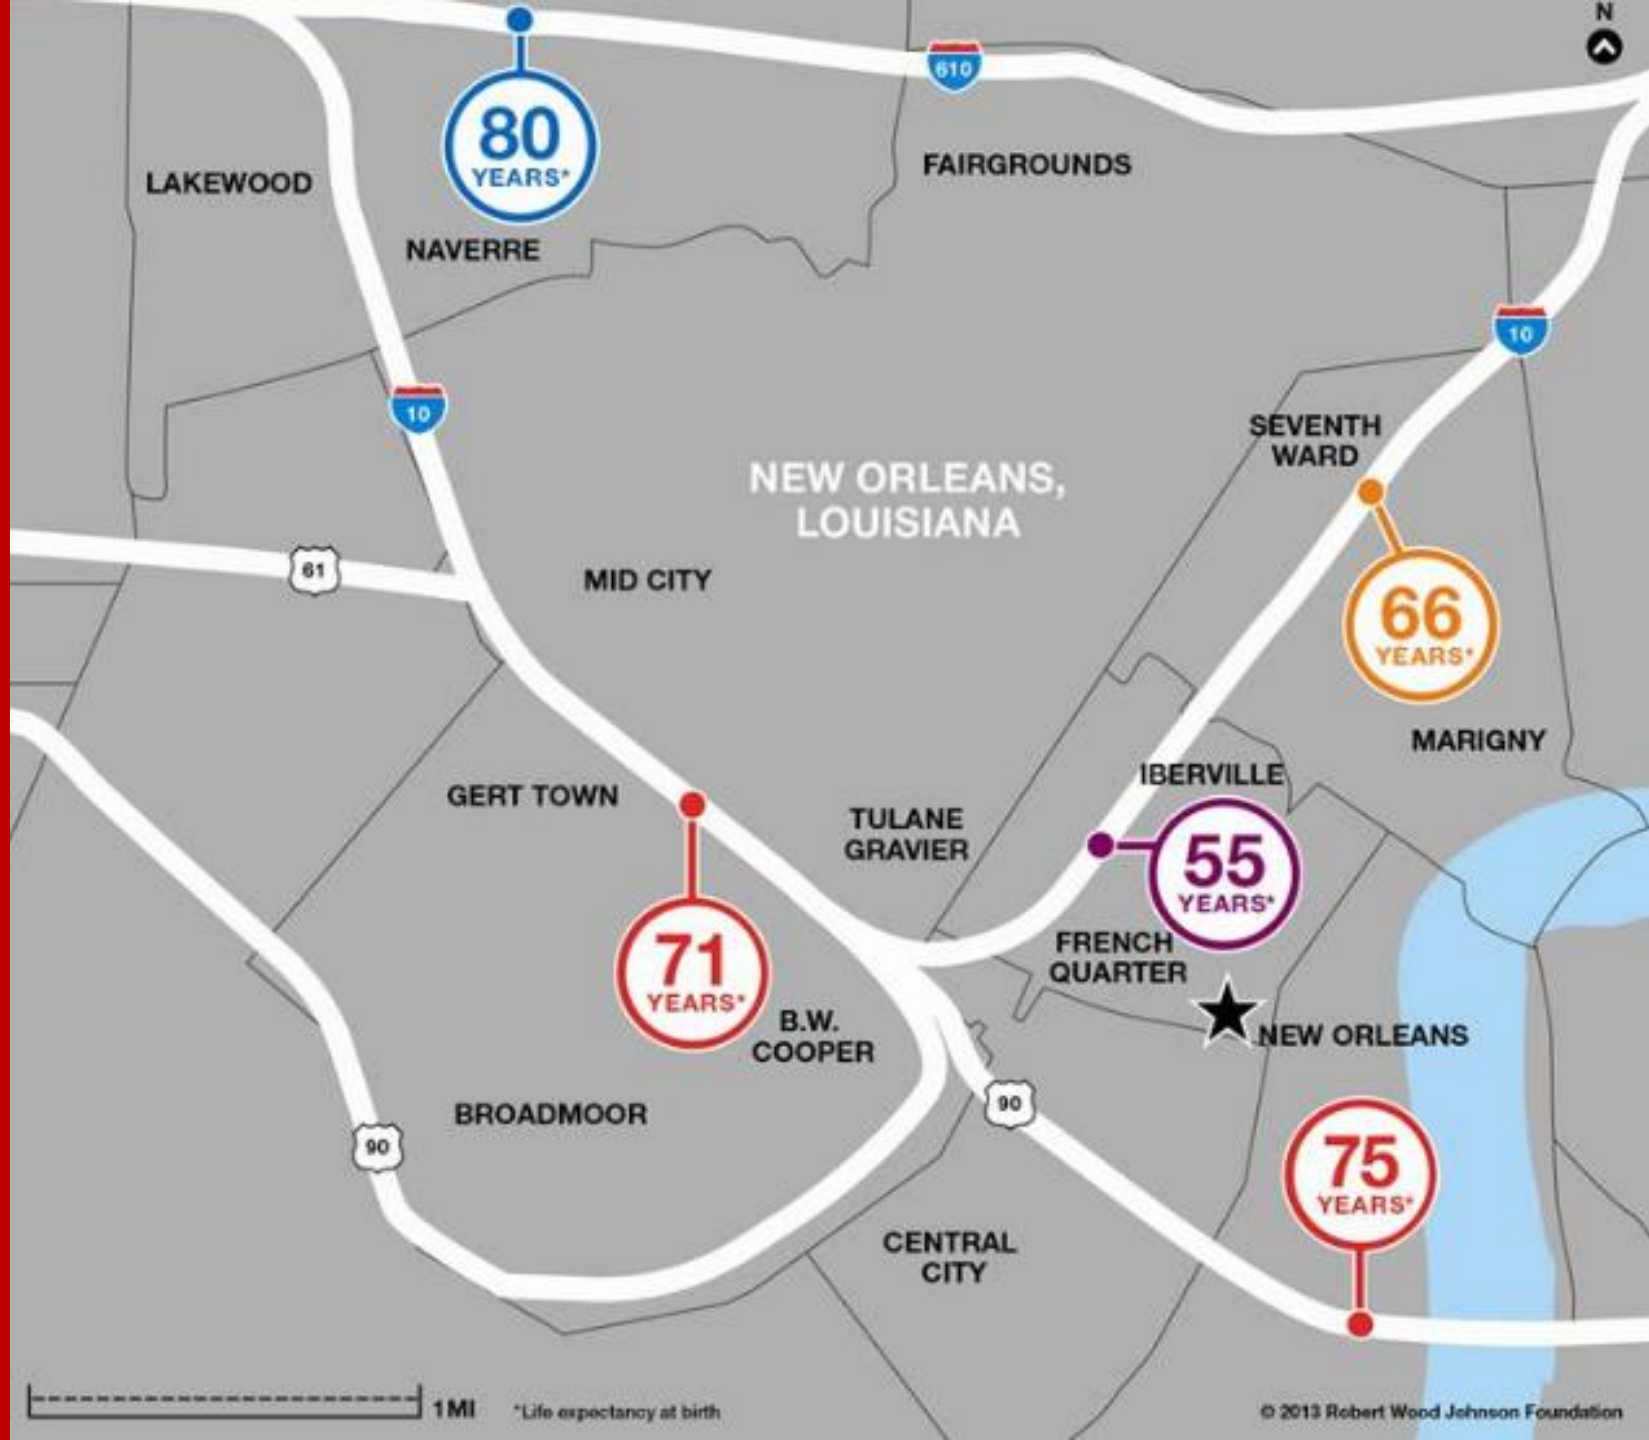 N
610
80
YEARS*
FAIRGROUNDS
LAKEWOOD
NAVERRE
10
10
SEVENTH
WARD
NEW ORLEANS,
LOUISIANA
61
MID CITY
66
YEARS*
MARIGNY
IBERVILLE
GERT TOWN
TULANE
GRAVIER
55
YEARS*
FRENCH
QUARTER
71
YEARS*
B.W.
COOPER
NEW ORLEANS
90
BROADMOOR
90
75
YEARS*
CENTRAL
CITY
1 MI
*Life expectancy at birth
© 2013 Robert Wood Johnson Foundation